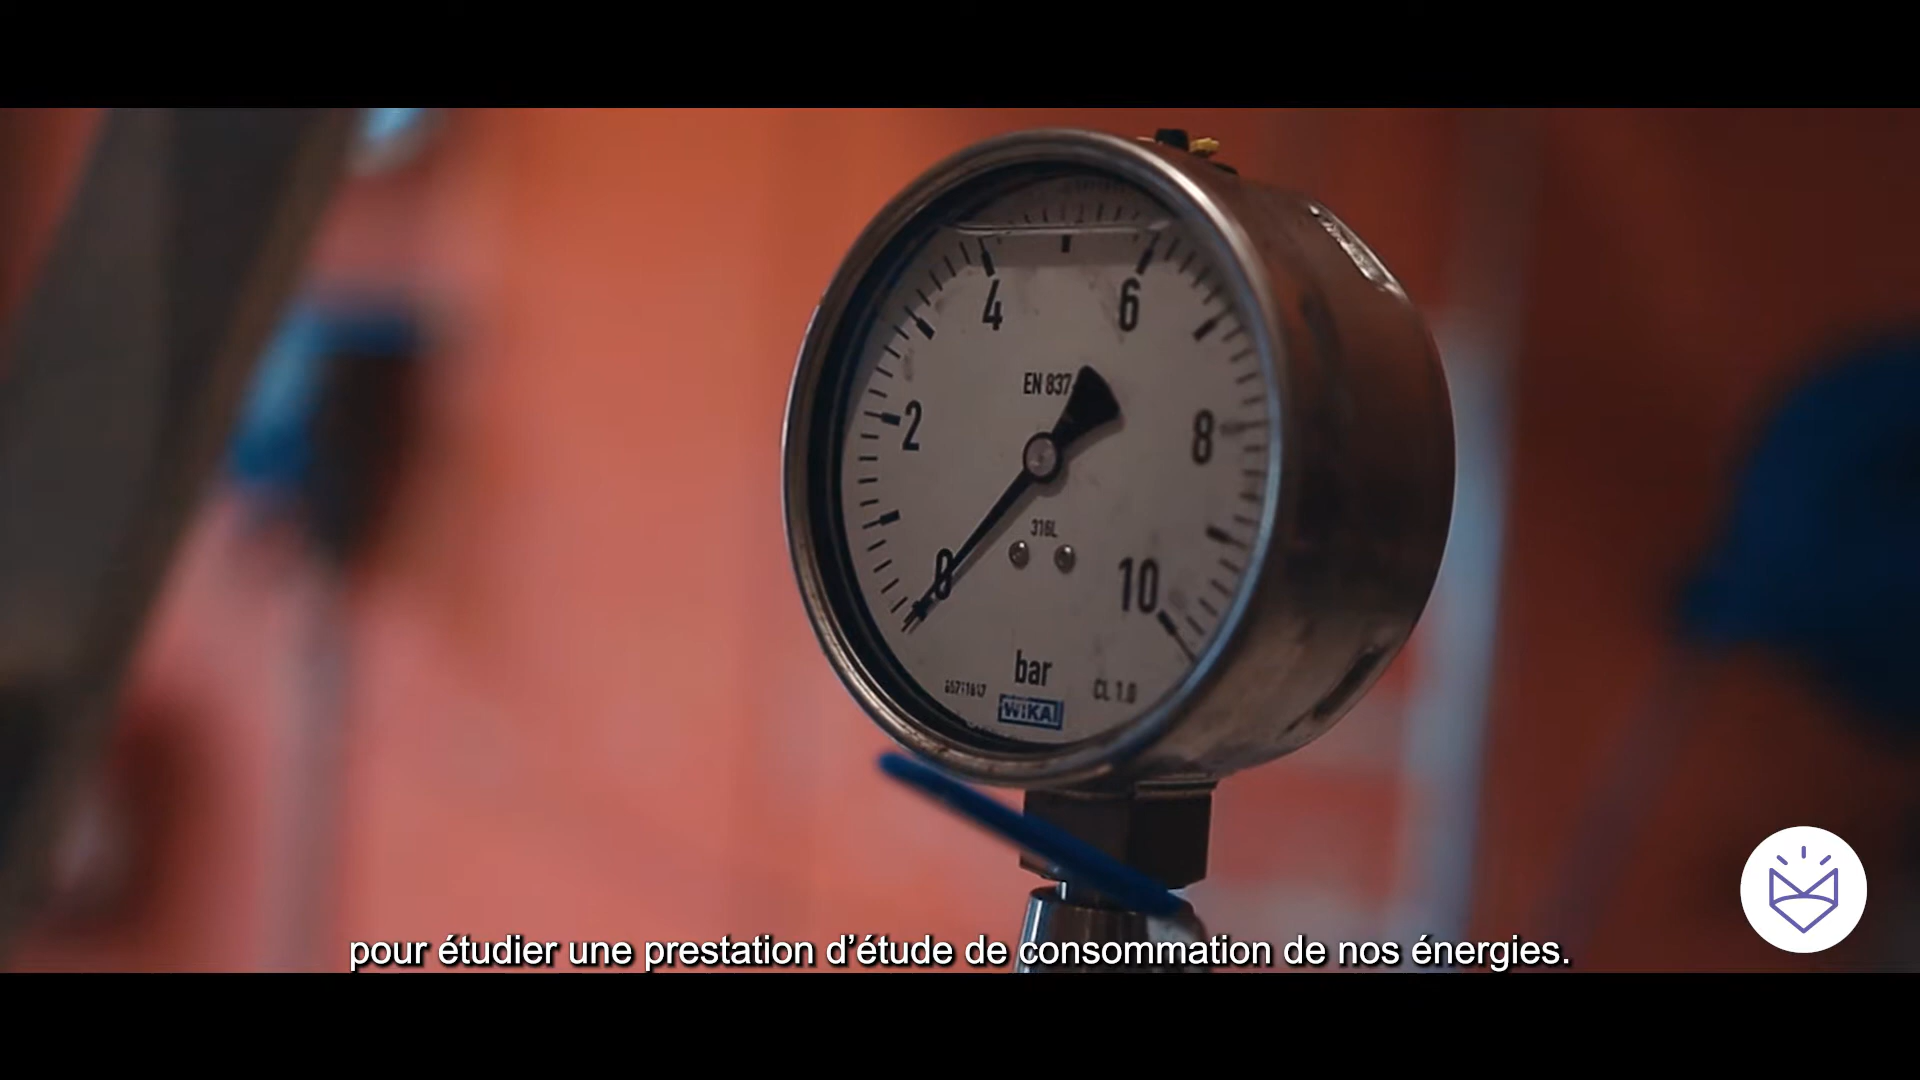 4 6
EN 837
2 8
316L
0 10
bar
CL 1.0
WIKA
pour étudier une prestation d’étude de consommation de nos énergies.